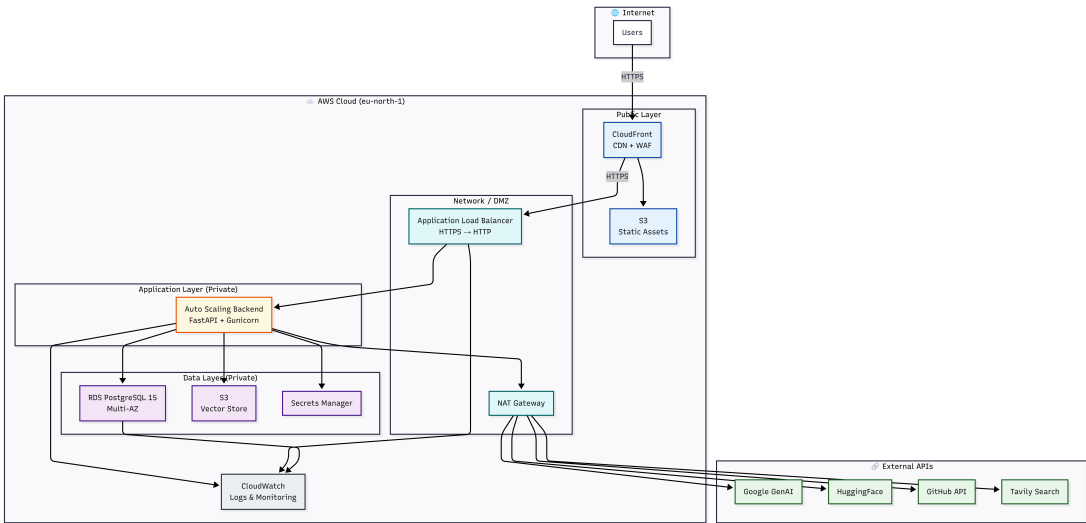 🌐 Internet
Users
HTTPS
☁️ AWS Cloud (eu-north-1)
Public Layer
CloudFront
CDN + WAF
HTTPS
S3
Static Assets
Network / DMZ
Application Load Balancer
HTTPS → HTTP
Application Layer (Private)
Auto Scaling Backend
FastAPI + Gunicorn
Data Layer (Private)
RDS PostgreSQL 15
Multi-AZ
S3
Vector Store
Secrets Manager
NAT Gateway
CloudWatch
Logs & Monitoring
🔗 External APIs
Google GenAI
HuggingFace
GitHub API
Tavily Search